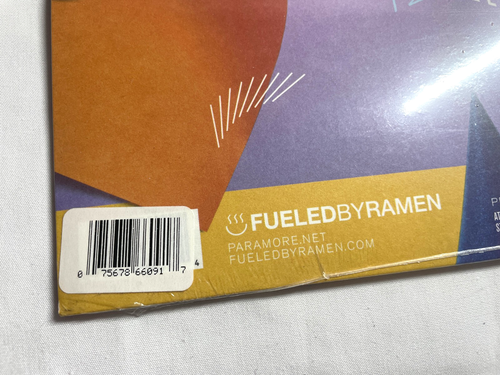 FUELEDBYRAMEN
PARAMORE.NET
FUELEDBYRAMEN.COM
0 75678 66091 7
4